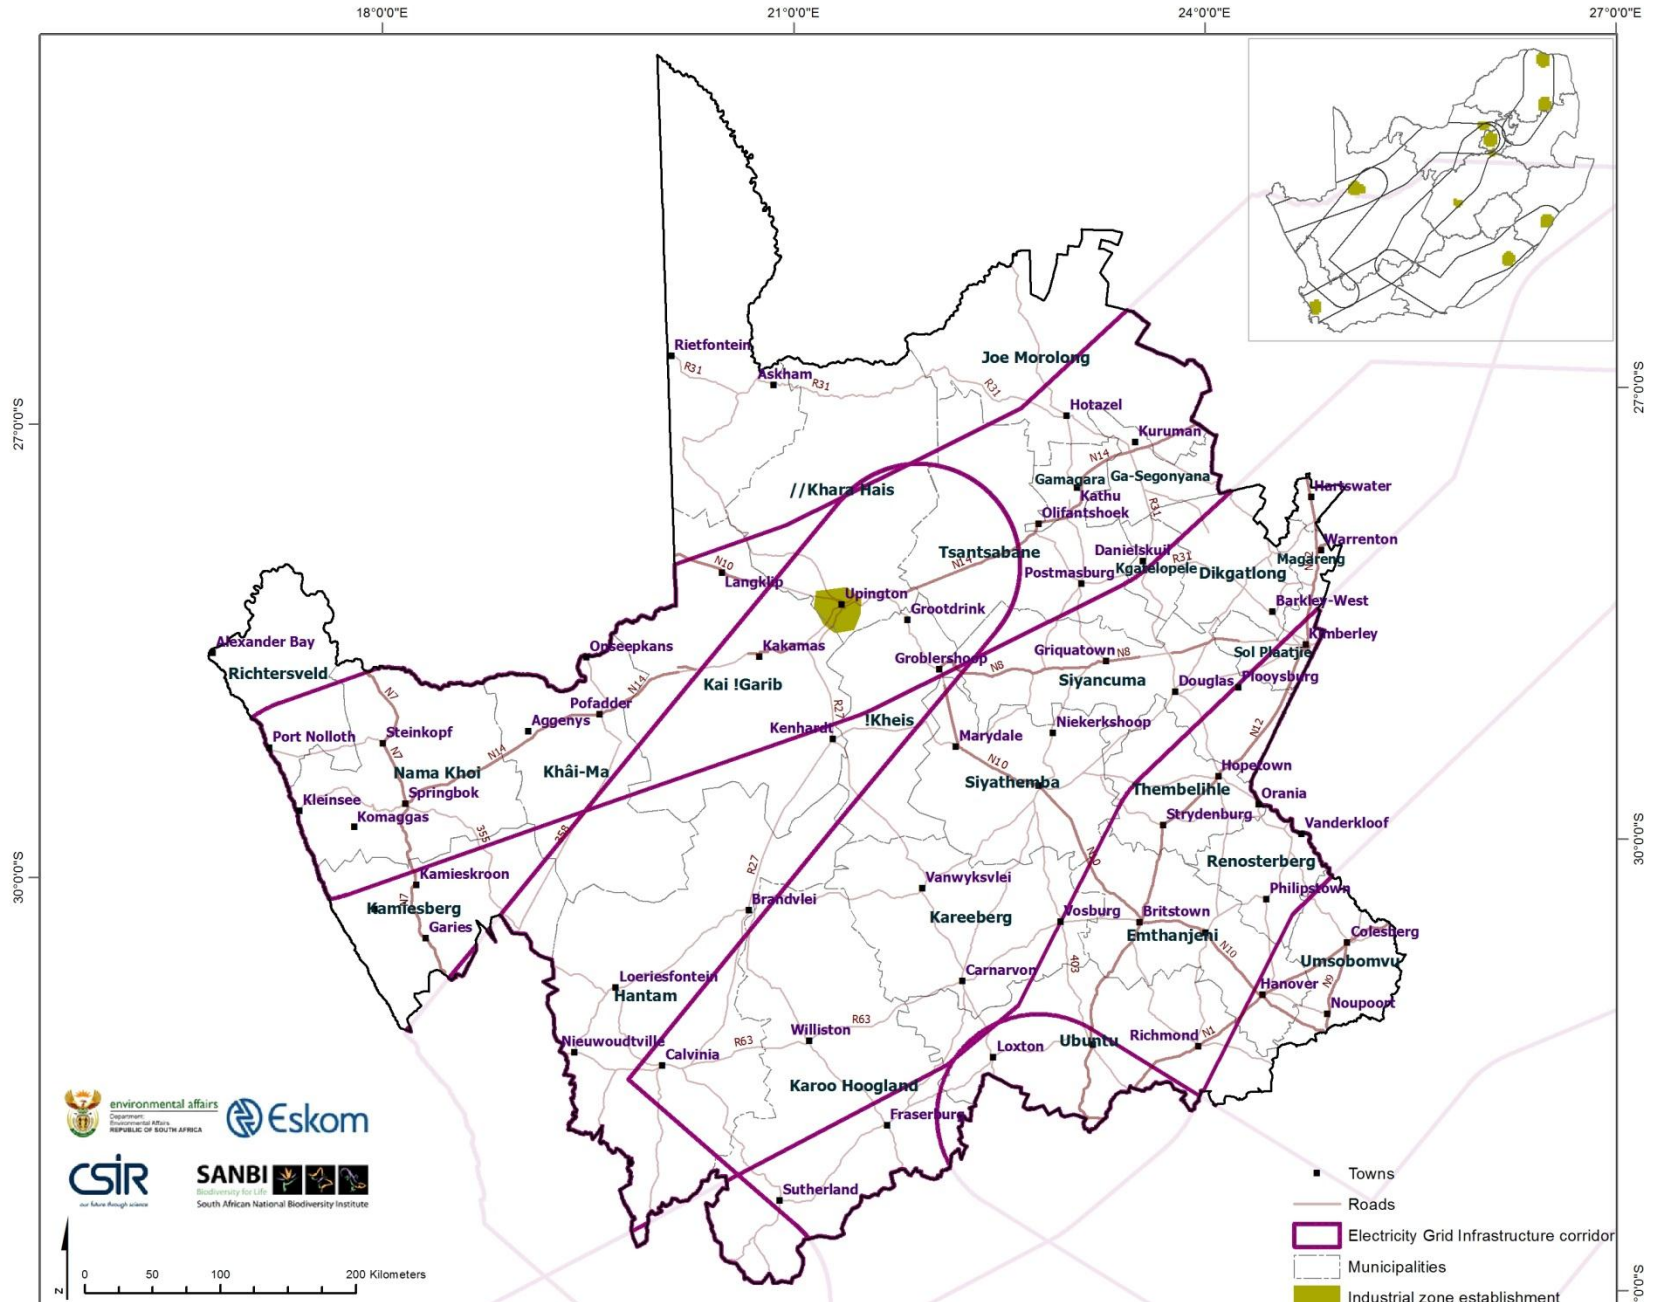 18°0'0"E
21°0'0"E
24°0'0"E
27°0'0"E
27°0'0"S
27°0'0"S
30°0'0"S
30°0'0"S
Rietfontein
R31
Askham
R31
Joe Morolong
R31
Hotazel
Kuruman
N14
//Khara Hais
Gamagara
Ga-Segonyana
Kathu
R31
Hartswater
Olifantshoek
Tsantsabane
N14
Danielskuil
R31
Warrenton
Magareng
N12
N10
Langklip
Postmasburg
Kgatelopele
Dikgatlong
Upington
Grootdrink
Barkley-West
Alexander Bay
Richtersveld
Onseepkans
Kakamas
Groblershoop
Griquatown
N8
N8
Kimberley
Sol Plaatjie
Kai !Garib
Siyancuma
Douglas
Plooysburg
N7
N14
Pofadder
R27
Aggenys
!Kheis
Niekerkshoop
N12
Port Nolloth
Steinkopf
N7
N14
Kenhardt
Marydale
Nama Khoi
Khâi-Ma
N10
Siyathemba
Hopetown
Thembelihle
Orania
Kleinsee
Springbok
Komaggas
355
358
Strydenburg
Vanderkloof
N10
R27
Renosterberg
Kamieskroon
Vanwyksvlei
Philipstown
N7
Kamiesberg
Brandvlei
Kareeberg
Vosburg
Britstown
Garies
Emthanjeni
N10
Colesberg
Umsobomvu
403
Loeriesfontein
Hantam
Carnarvon
Hanover
N9
Noupoort
R63
Williston
R63
Nieuwoudtville
Calvinia
Loxton
Ubuntu
Richmond
N1
Karoo Hoogland
Fraserburg
Sutherland
environmental affairs
Department:
Environmental Affairs
REPUBLIC OF SOUTH AFRICA
Eskom
CSIR
our future through science
SANBI
Biodiversity for Life
South African National Biodiversity Institute
N
0 50 100 200 Kilometers
Towns
Roads
Electricity Grid Infrastructure corridor
Municipalities
Industrial zone establishment